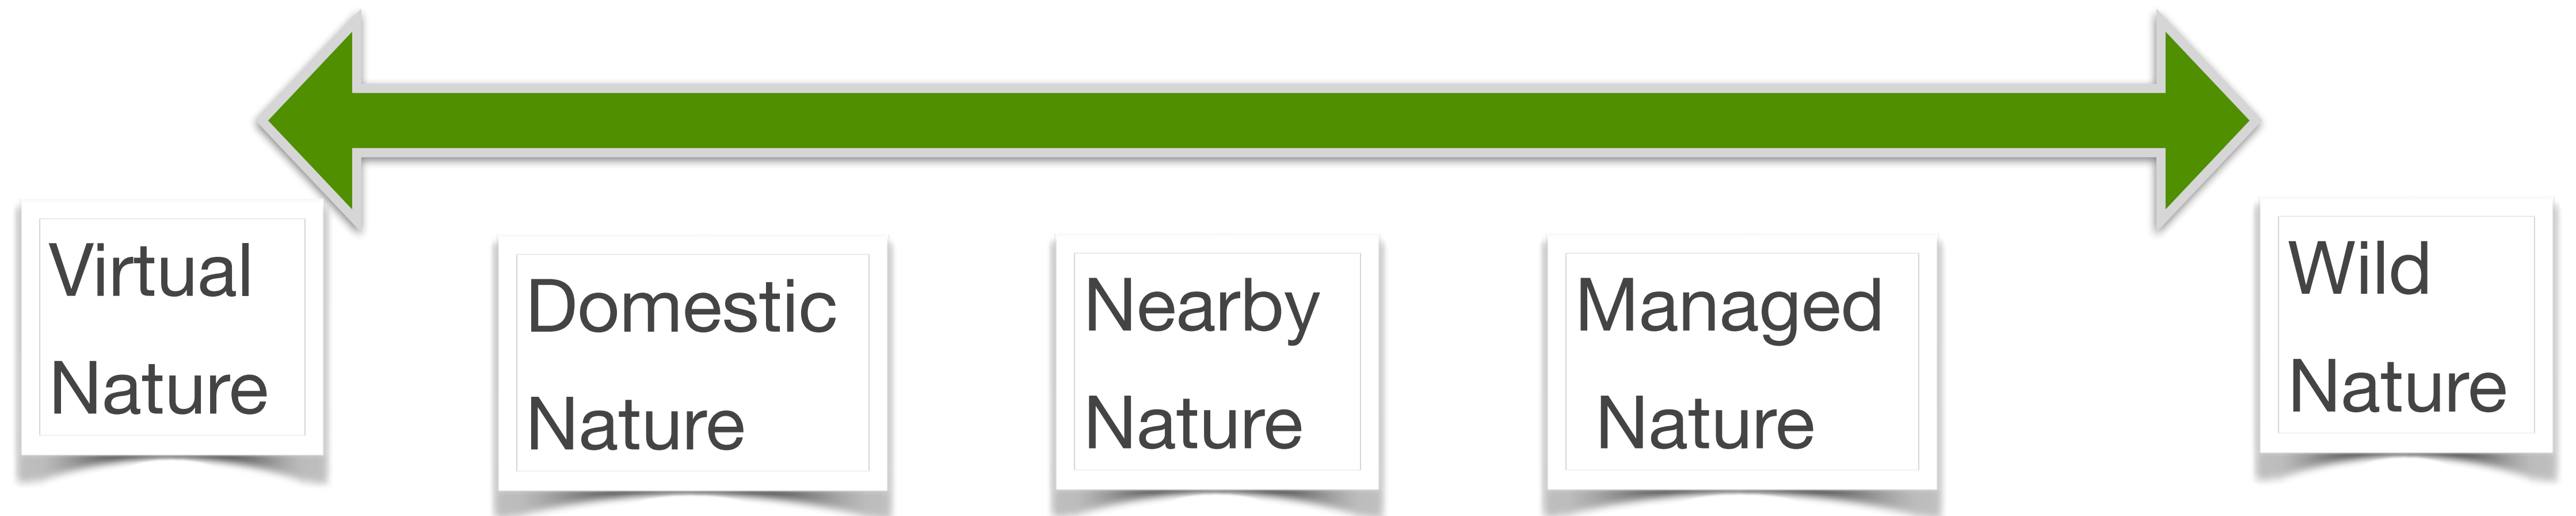 Virtual
Nature
Domestic
Nature
Nearby
Nature
Managed
Nature
Wild
Nature